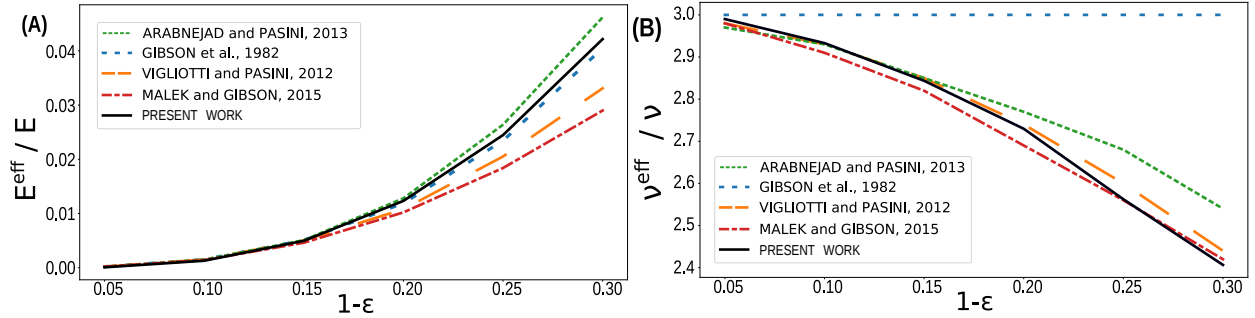 (A)
E^eff / E
0.04
0.03
0.02
0.01
0.00
ARABNEJAD and PASINI, 2013
GIBSON et al., 1982
VIGLIOTTI and PASINI, 2012
MALEK and GIBSON, 2015
PRESENT WORK
0.05 0.10 0.15 0.20 0.25 0.30
1-ε
(B)
ν^eff / ν
3.0
2.9
2.8
2.7
2.6
2.5
2.4
ARABNEJAD and PASINI, 2013
GIBSON et al., 1982
VIGLIOTTI and PASINI, 2012
MALEK and GIBSON, 2015
PRESENT WORK
0.05 0.10 0.15 0.20 0.25 0.30
1-ε